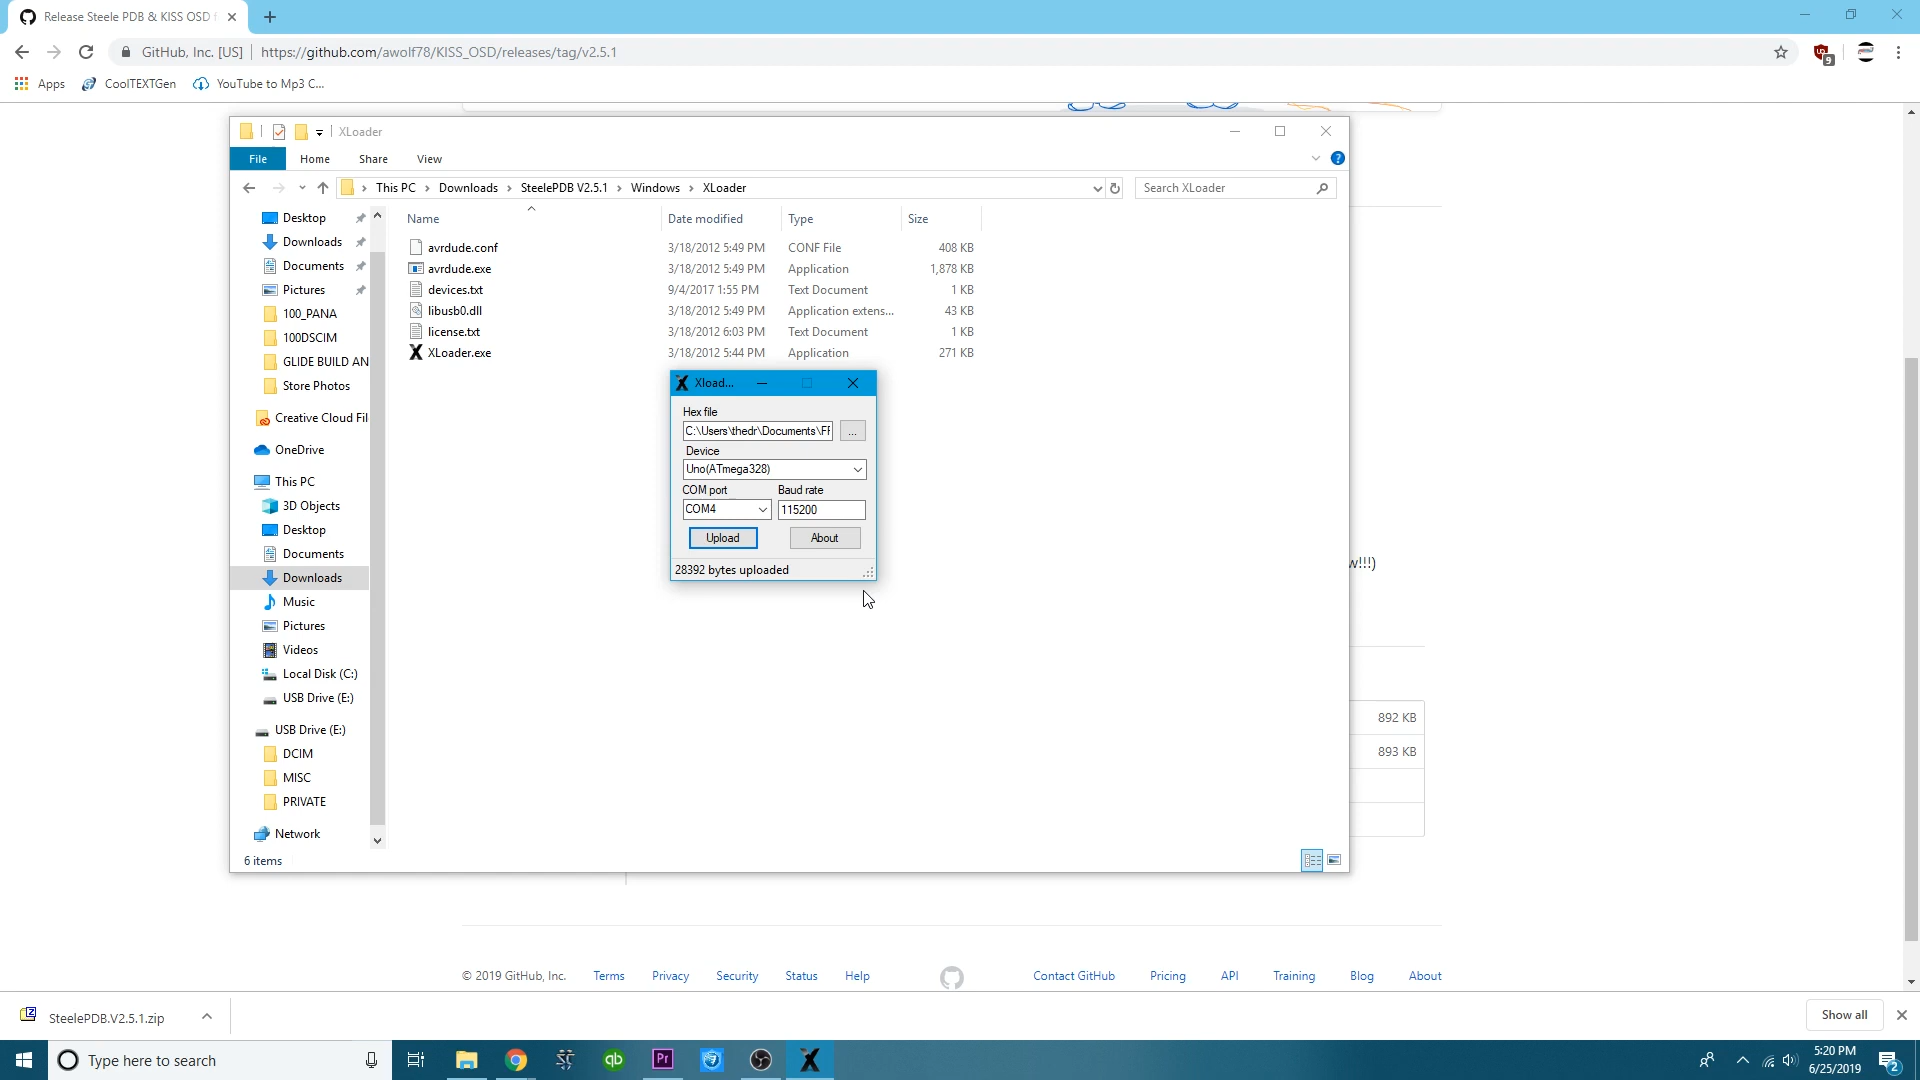 Release Steele PDB & KISS OSD f
GitHub, Inc. [US]
https://github.com/awolf78/KISS_OSD/releases/tag/v2.5.1
9
Apps
CoolTEXTGen
YouTube to Mp3 C...
XLoader
File
Home
Share
View
This PC
Downloads
SteelePDB V2.5.1
Windows
XLoader
Search XLoader
Name
Date modified
Type
Size
avrdude.conf 3/18/2012 5:49 PM CONF File 408 KB
avrdude.exe 3/18/2012 5:49 PM Application 1,878 KB
devices.txt 9/4/2017 1:55 PM Text Document 1 KB
libusb0.dll 3/18/2012 5:49 PM Application extens... 43 KB
license.txt 3/18/2012 6:03 PM Text Document 1 KB
XLoader.exe 3/18/2012 5:44 PM Application 271 KB
Desktop
Downloads
Documents
Pictures
100_PANA
100DSCIM
GLIDE BUILD AN
Store Photos
Creative Cloud Fil
OneDrive
This PC
3D Objects
Desktop
Documents
Downloads
Music
Pictures
Videos
Local Disk (C:)
USB Drive (E:)
USB Drive (E:)
DCIM
MISC
PRIVATE
Network
6 items
Xload...
Hex file
C:\Users\thedr\Documents\FF
...
Device
Uno(ATmega328)
COM port
Baud rate
COM4
115200
Upload
About
28392 bytes uploaded
w!!!)
892 KB
893 KB
© 2019 GitHub, Inc.
Terms
Privacy
Security
Status
Help
Contact GitHub
Pricing
API
Training
Blog
About
SteelePDB.V2.5.1.zip
Show all
Type here to search
qb
Pr
5:20 PM
6/25/2019
2